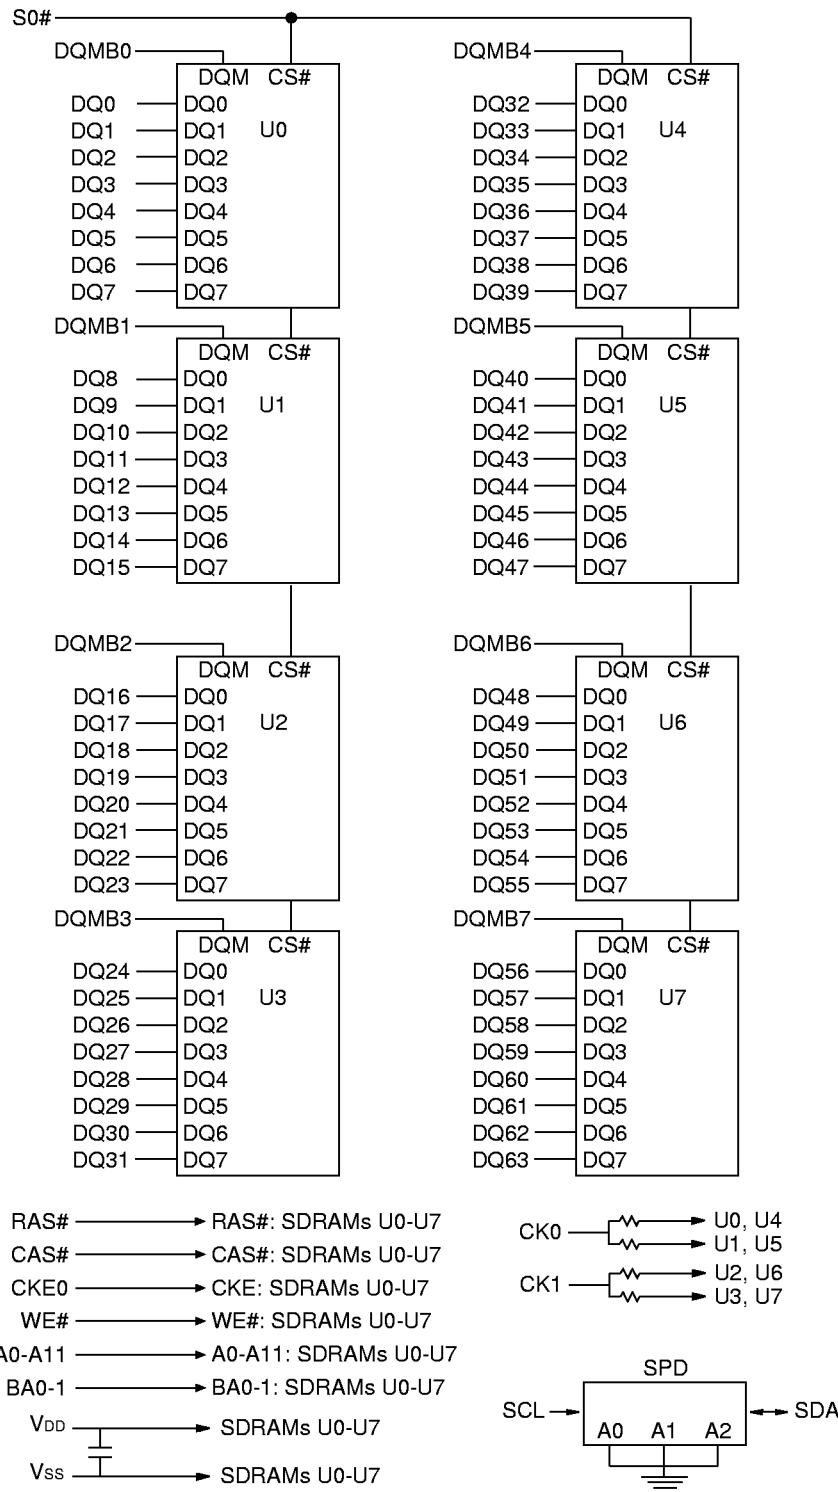 S0#
DQMB0
DQM CS#
DQ0 DQ0
DQ1 DQ1 U0
DQ2 DQ2
DQ3 DQ3
DQ4 DQ4
DQ5 DQ5
DQ6 DQ6
DQ7 DQ7
DQMB1
DQM CS#
DQ8 DQ0
DQ9 DQ1 U1
DQ10 DQ2
DQ11 DQ3
DQ12 DQ4
DQ13 DQ5
DQ14 DQ6
DQ15 DQ7
DQMB2
DQM CS#
DQ16 DQ0
DQ17 DQ1 U2
DQ18 DQ2
DQ19 DQ3
DQ20 DQ4
DQ21 DQ5
DQ22 DQ6
DQ23 DQ7
DQMB3
DQM CS#
DQ24 DQ0
DQ25 DQ1 U3
DQ26 DQ2
DQ27 DQ3
DQ28 DQ4
DQ29 DQ5
DQ30 DQ6
DQ31 DQ7
DQMB4
DQM CS#
DQ32 DQ0
DQ33 DQ1 U4
DQ34 DQ2
DQ35 DQ3
DQ36 DQ4
DQ37 DQ5
DQ38 DQ6
DQ39 DQ7
DQMB5
DQM CS#
DQ40 DQ0
DQ41 DQ1 U5
DQ42 DQ2
DQ43 DQ3
DQ44 DQ4
DQ45 DQ5
DQ46 DQ6
DQ47 DQ7
DQMB6
DQM CS#
DQ48 DQ0
DQ49 DQ1 U6
DQ50 DQ2
DQ51 DQ3
DQ52 DQ4
DQ53 DQ5
DQ54 DQ6
DQ55 DQ7
DQMB7
DQM CS#
DQ56 DQ0
DQ57 DQ1 U7
DQ58 DQ2
DQ59 DQ3
DQ60 DQ4
DQ61 DQ5
DQ62 DQ6
DQ63 DQ7
RAS# RAS#: SDRAMs U0-U7
CAS# CAS#: SDRAMs U0-U7
CKE0 CKE: SDRAMs U0-U7
WE# WE#: SDRAMs U0-U7
A0-A11 A0-A11: SDRAMs U0-U7
BA0-1 BA0-1: SDRAMs U0-U7
VDD SDRAMs U0-U7
VSS SDRAMs U0-U7
CK0 U0, U4
U1, U5
CK1 U2, U6
U3, U7
SPD
SCL SDA
A0 A1 A2